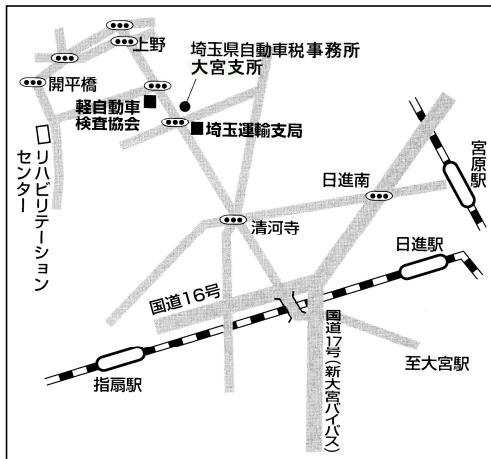 上野
埼玉県自動車税事務所
大宮支所
開平橋
軽自動車
検査協会
埼玉運輸支局
リハビリテーション
センター
宮原駅
日進南
清河寺
日進駅
国道16号
国道17号(新大宮バイパス)
至大宮駅
指扇駅